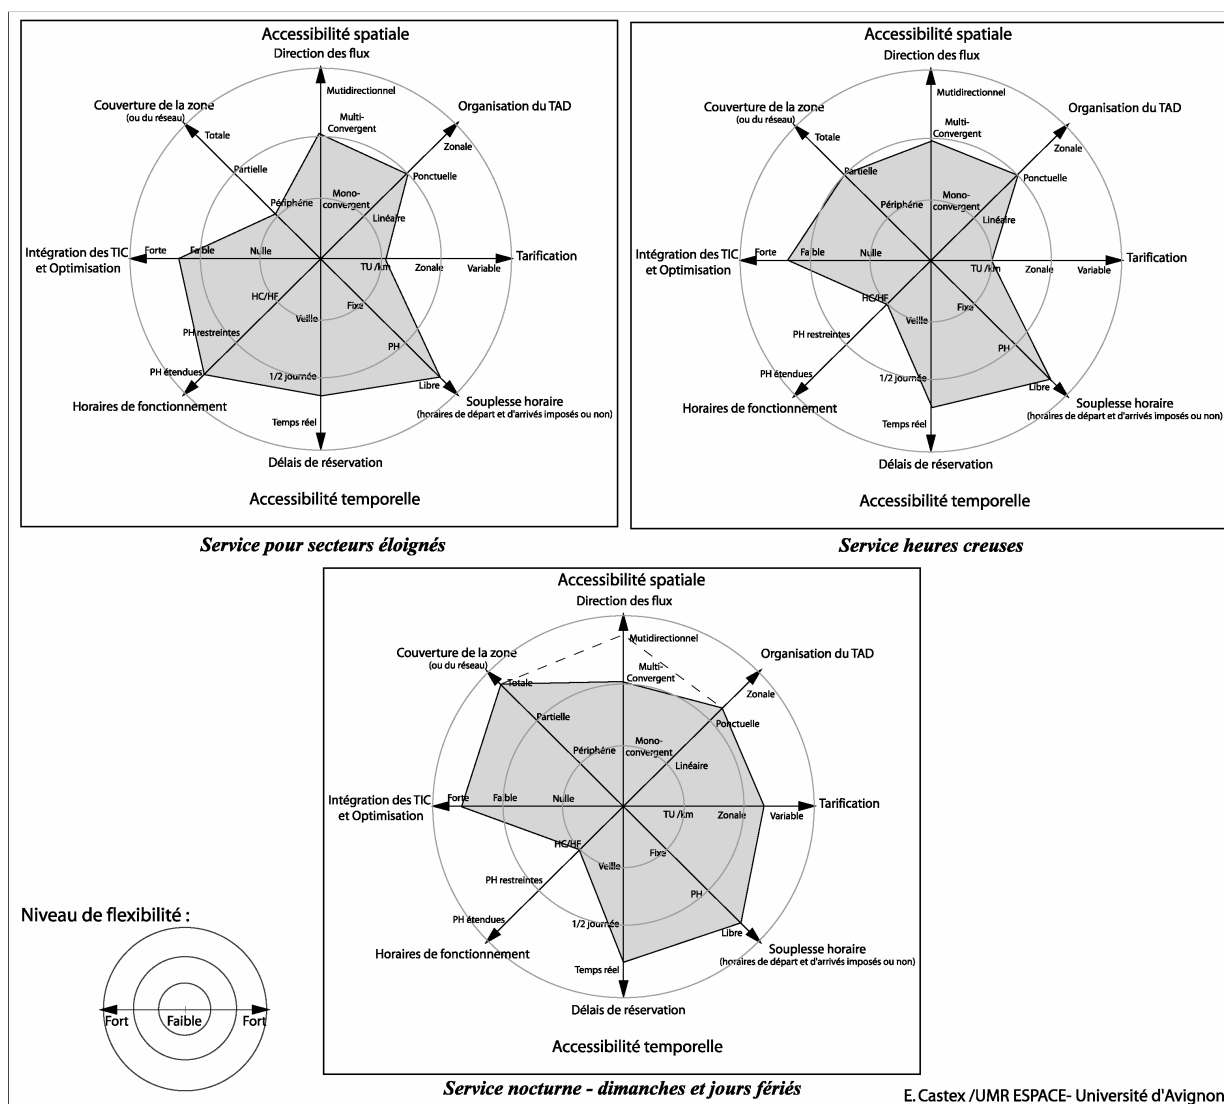 Accessibilité spatiale
Direction des flux
Couverture de la zone
(ou du réseau)
Organisation du TAD
Mutidirectionnel
Totale
Multi-
Convergent
Zonale
Partielle
Ponctuelle
Périphérie
Mono-
convergent
Linéaire
Intégration des TIC
et Optimisation
Forte
Faible
Nulle
TU /km
Zonale
Variable
Tarification
HC/HF
Fixe
Veille
PH restreintes
PH
PH étendues
1/2 journée
Libre
Horaires de fonctionnement
Souplesse horaire
(horaires de départ et d'arrivés imposés ou non)
Temps réel
Délais de réservation
Accessibilité temporelle
Service pour secteurs éloignés
Accessibilité spatiale
Direction des flux
Couverture de la zone
(ou du réseau)
Organisation du TAD
Mutidirectionnel
Totale
Multi-
Convergent
Zonale
Partielle
Ponctuelle
Périphérie
Mono-
convergent
Linéaire
Intégration des TIC
et Optimisation
Forte
Faible
Nulle
TU /km
Zonale
Variable
Tarification
HC/HF
Fixe
Veille
PH restreintes
PH
PH étendues
1/2 journée
Libre
Horaires de fonctionnement
Souplesse horaire
(horaires de départ et d'arrivés imposés ou non)
Temps réel
Délais de réservation
Accessibilité temporelle
Service heures creuses
Accessibilité spatiale
Direction des flux
Couverture de la zone
(ou du réseau)
Organisation du TAD
Mutidirectionnel
Totale
Multi-
Convergent
Zonale
Partielle
Ponctuelle
Périphérie
Mono-
convergent
Linéaire
Intégration des TIC
et Optimisation
Forte
Faible
Nulle
TU /km
Zonale
Variable
Tarification
HC/HF
Fixe
Veille
PH restreintes
PH
PH étendues
1/2 journée
Libre
Horaires de fonctionnement
Souplesse horaire
(horaires de départ et d'arrivés imposés ou non)
Temps réel
Délais de réservation
Accessibilité temporelle
Service nocturne - dimanches et jours fériés
Niveau de flexibilité :
Fort
Faible
Fort
E. Castex /UMR ESPACE- Université d'Avignon